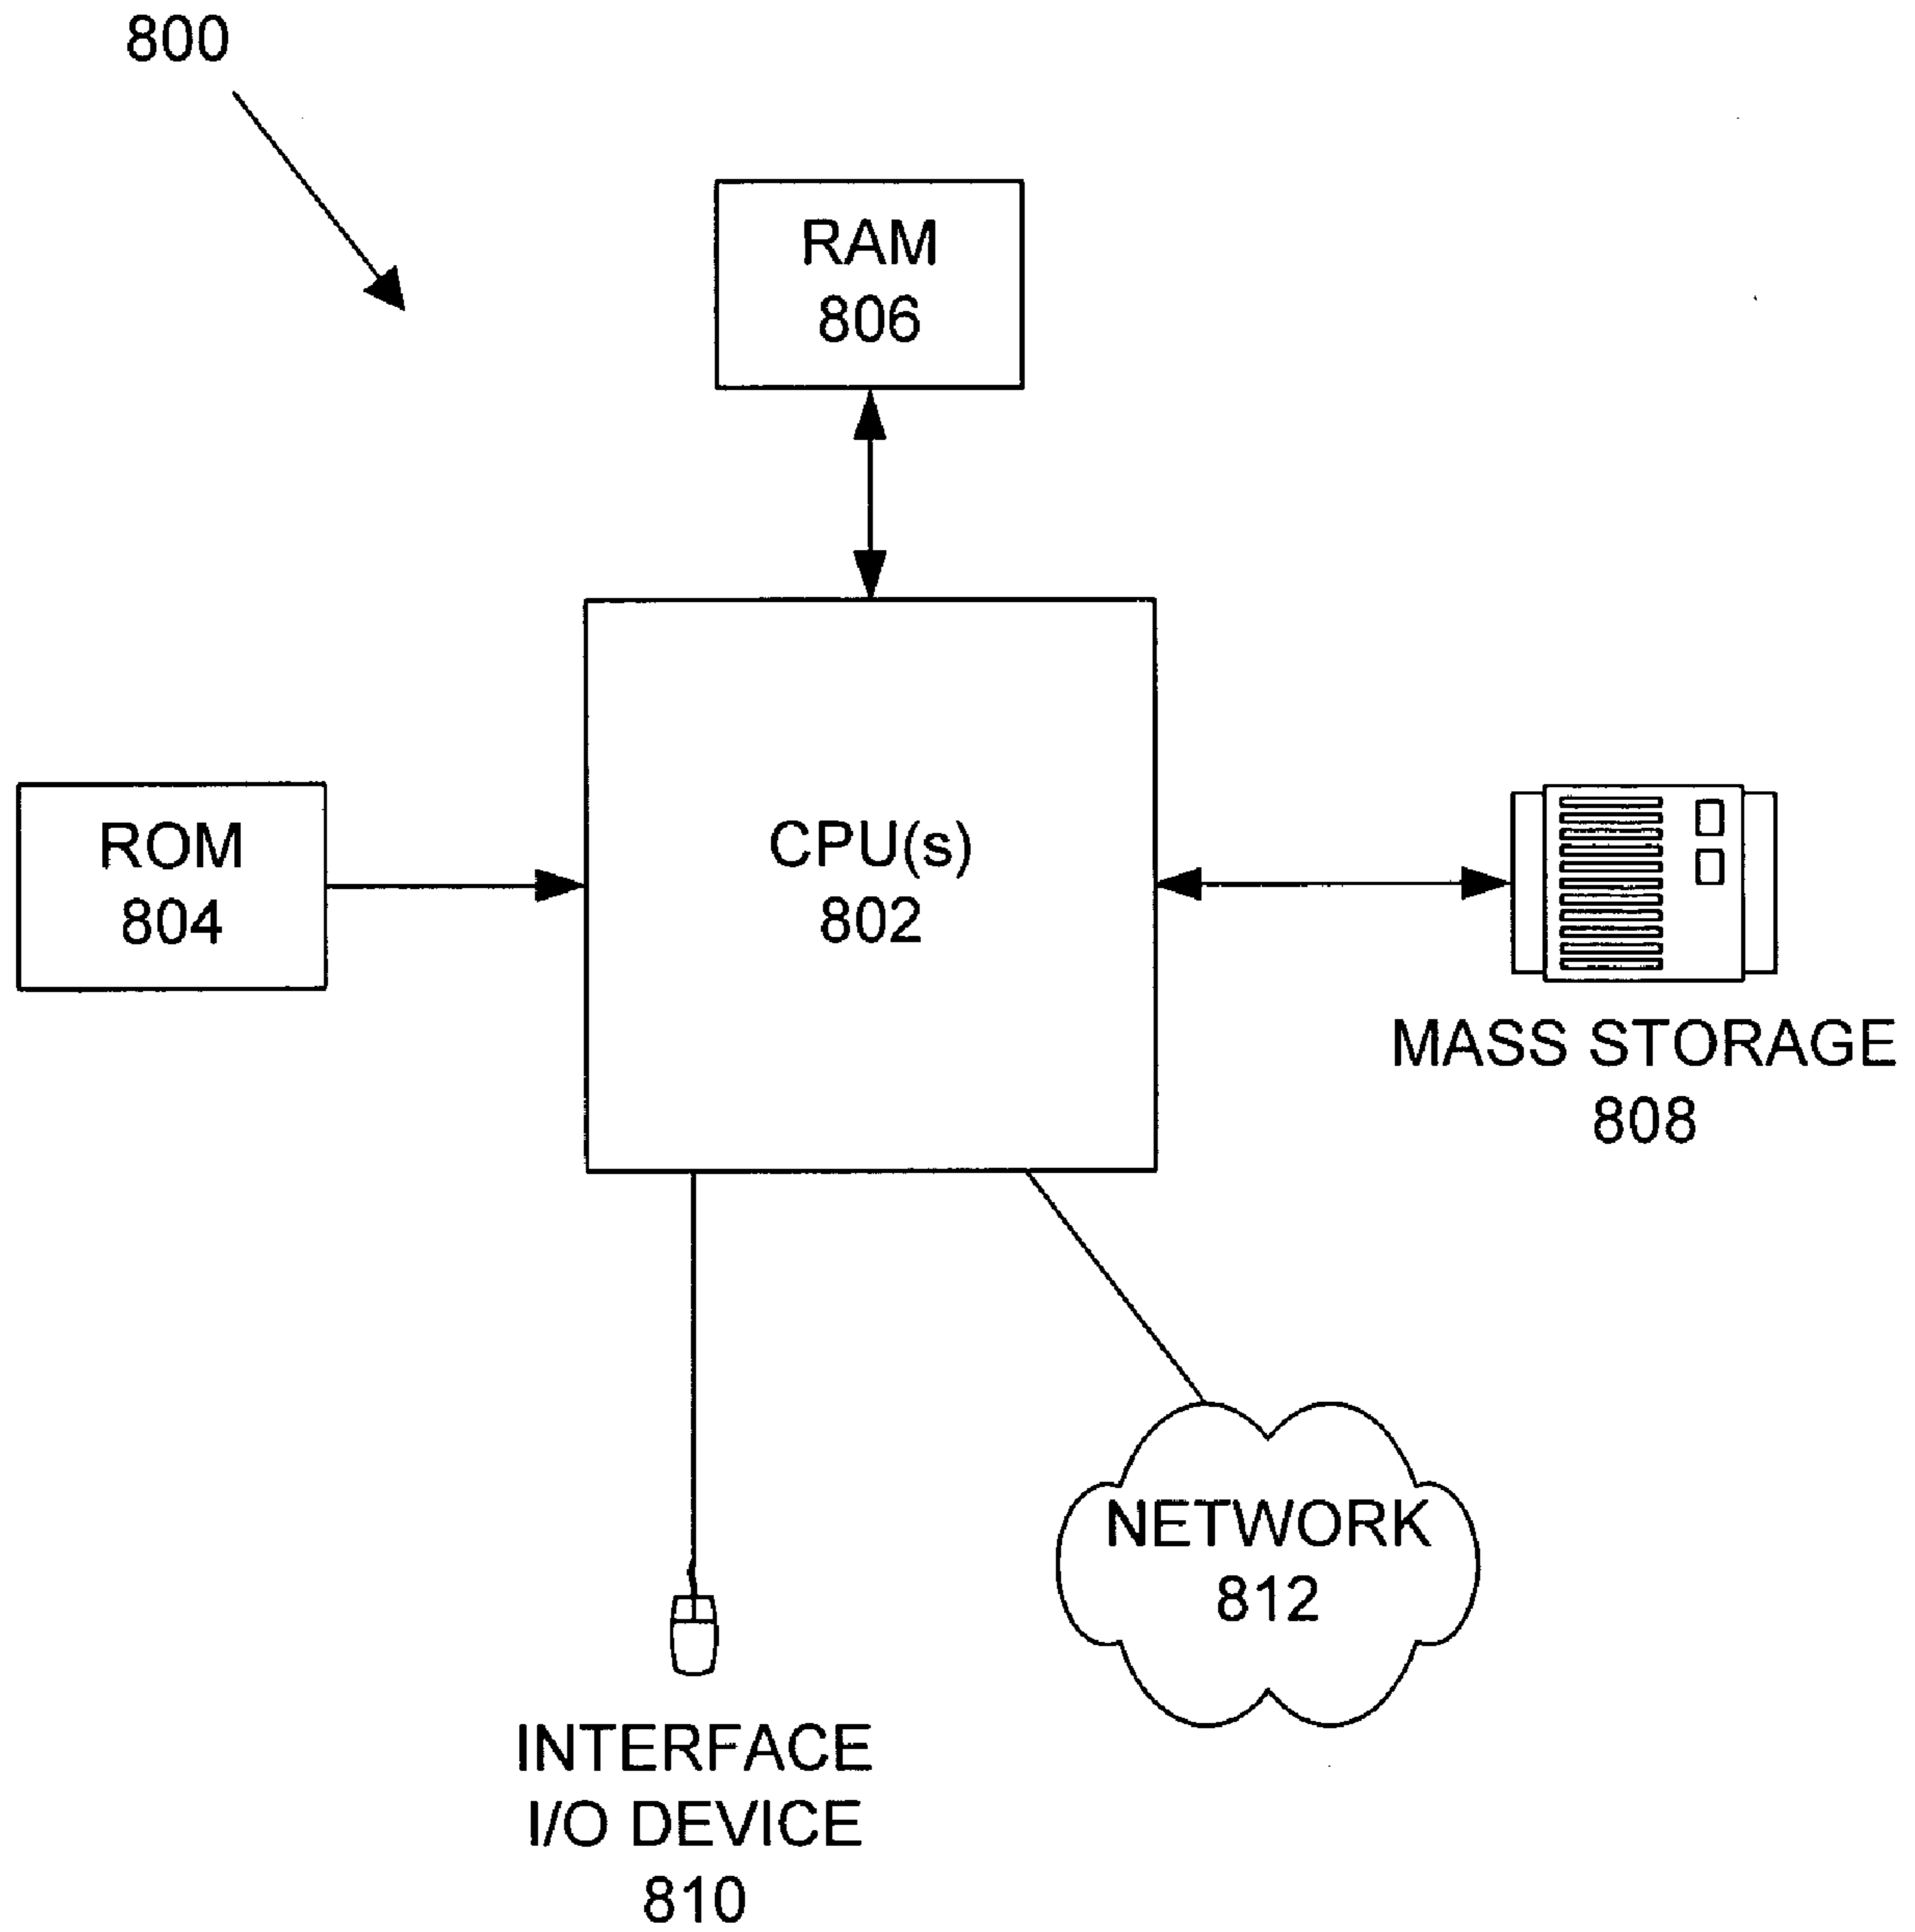 800
RAM
806
ROM
804
CPU(s)
802
MASS STORAGE
808
NETWORK
812
INTERFACE
I/O DEVICE
810